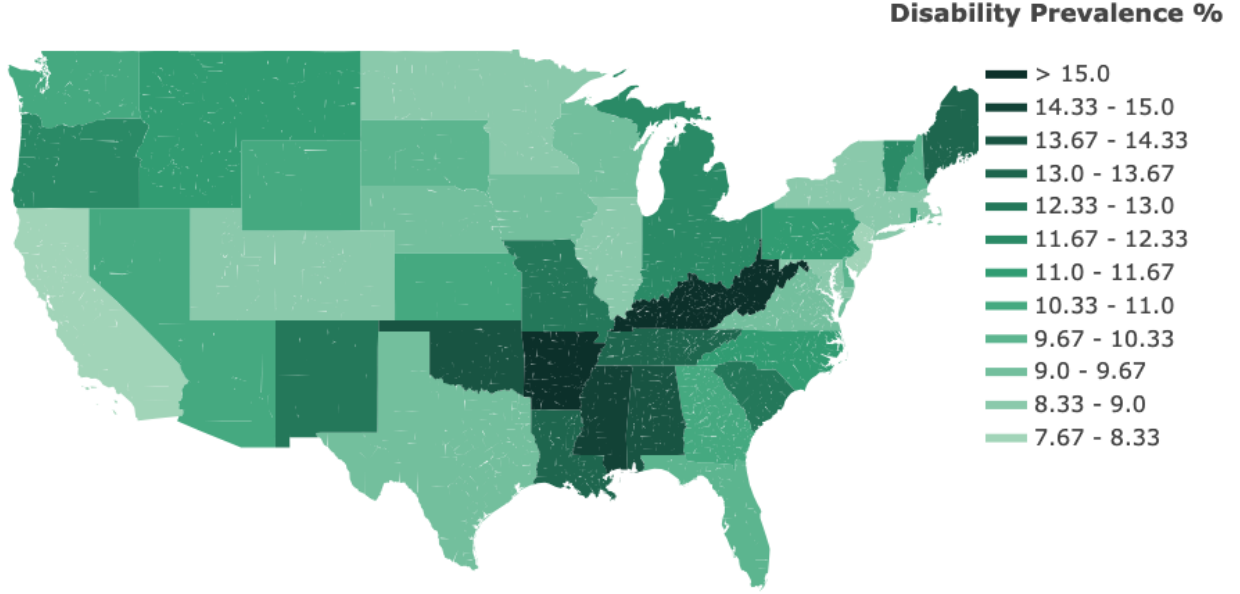 Disability Prevalence %
> 15.0
14.33 - 15.0
13.67 - 14.33
13.0 - 13.67
12.33 - 13.0
11.67 - 12.33
11.0 - 11.67
10.33 - 11.0
9.67 - 10.33
9.0 - 9.67
8.33 - 9.0
7.67 - 8.33